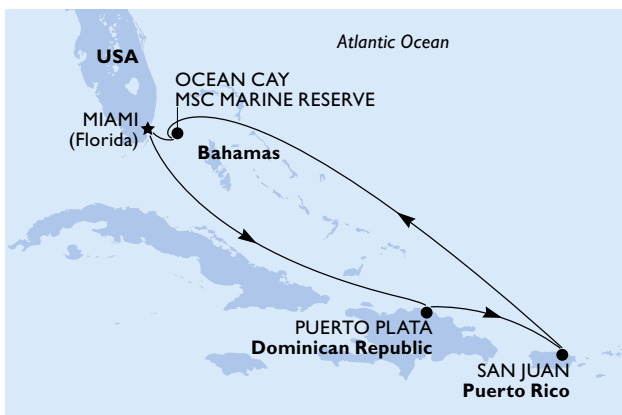 Atlantic Ocean
USA
OCEAN CAY
MSC MARINE RESERVE
MIAMI
(Florida)
Bahamas
PUERTO PLATA
Dominican Republic
SAN JUAN
Puerto Rico